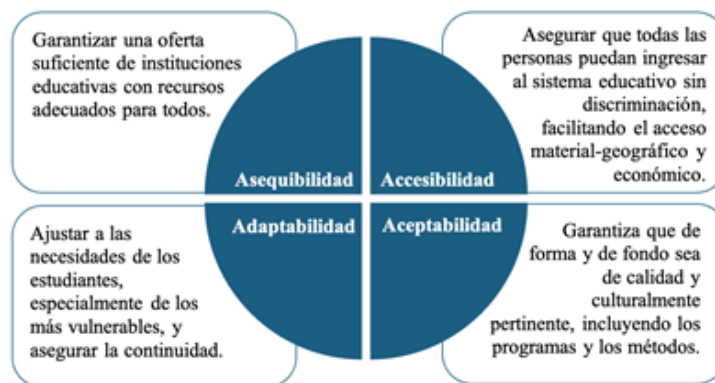 Garantizar una oferta
suficiente de instituciones
educativas con recursos
adecuados para todos.
Asegurar que todas las
personas puedan ingresar
al sistema educativo sin
discriminación,
facilitando el acceso
material-geográfico y
económico.
Asequibilidad
Accesibilidad
Adaptabilidad
Aceptabilidad
Ajustar a las
necesidades de los
estudiantes,
especialmente de los
más vulnerables, y
asegurar la continuidad.
Garantiza que de
forma y de fondo sea
de calidad y
culturalmente
pertinente, incluyendo los
programas y los métodos.